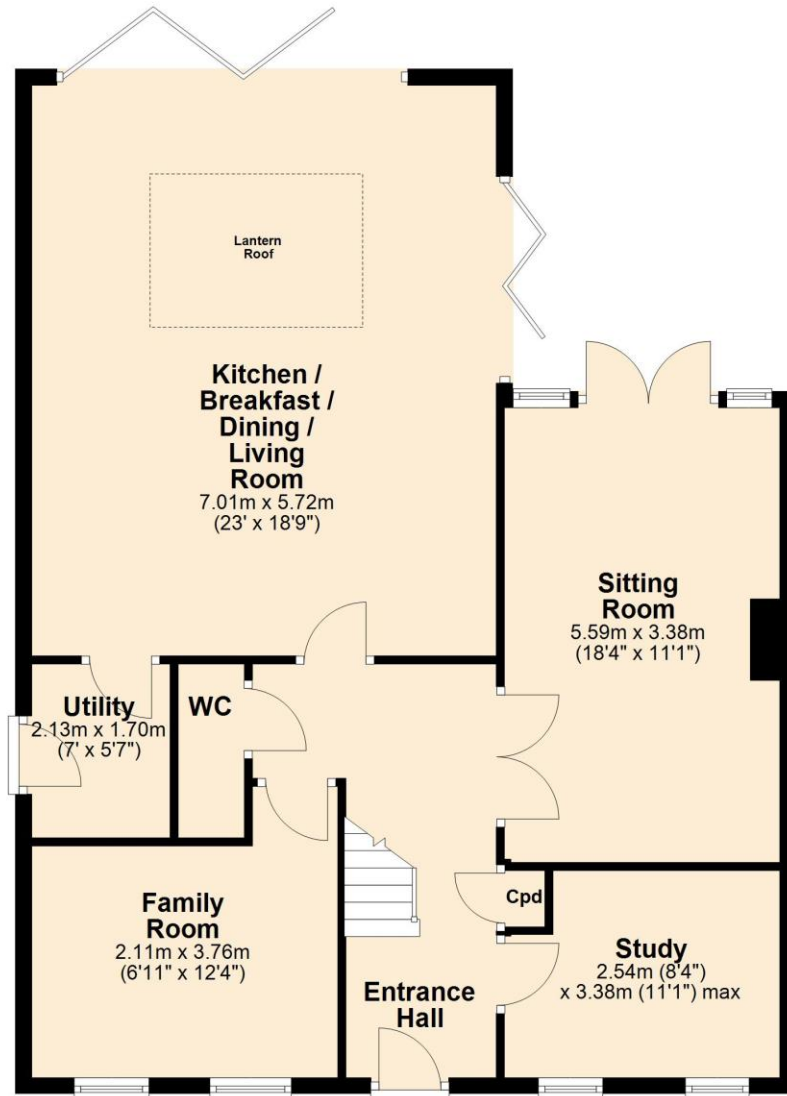 Lantern
Roof
Kitchen /
Breakfast /
Dining /
Living
Room
7.01m x 5.72m
(23' x 18'9")
Sitting
Room
5.59m x 3.38m
(18'4" x 11'1")
Utility
2.13m x 1.70m
(7' x 5'7")
WC
Family
Room
2.11m x 3.76m
(6'11" x 12'4")
Cpd
Entrance
Hall
Study
2.54m (8'4")
x 3.38m (11'1") max